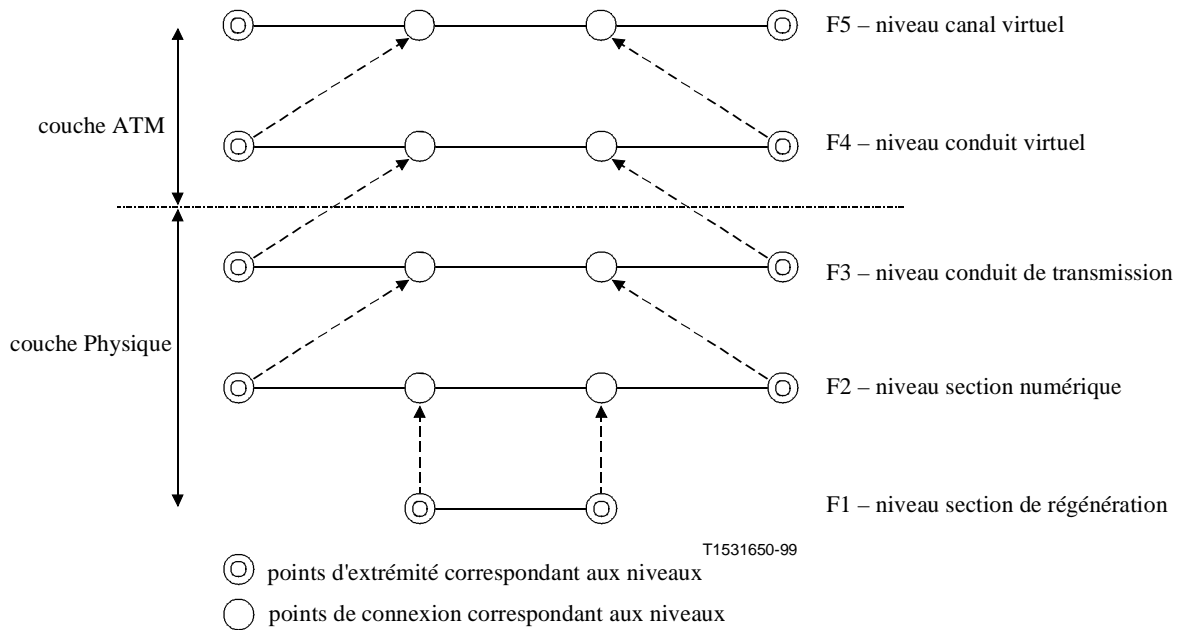 F5 – niveau canal virtuel
couche ATM
F4 – niveau conduit virtuel
F3 – niveau conduit de transmission
couche Physique
F2 – niveau section numérique
F1 – niveau section de régénération
T1531650-99
points d'extrémité correspondant aux niveaux
points de connexion correspondant aux niveaux